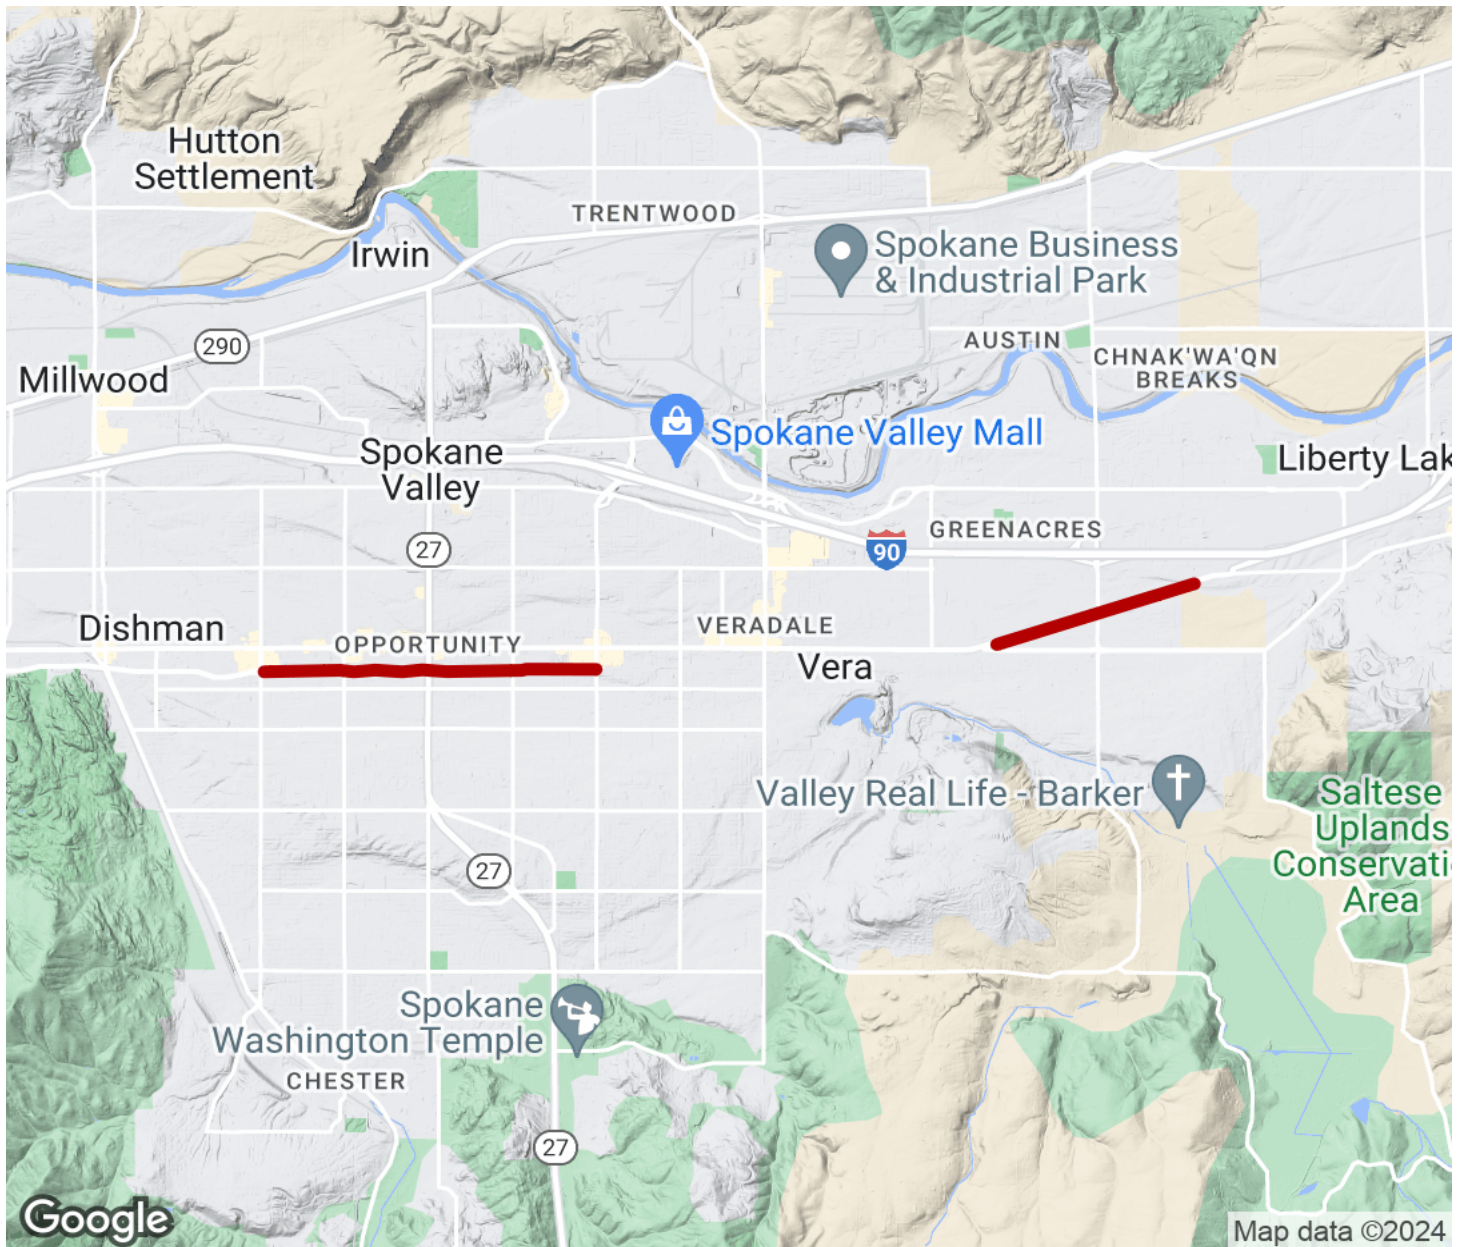 Hutton
Settlement
TRENTWOOD
Irwin
Spokane Business
& Industrial Park
290
AUSTIN
CHNAK'WA'QN
BREAKS
Millwood
Spokane Valley Mall
Spokane
Valley
Liberty Lak
GREENACRES
27
90
Dishman
OPPORTUNITY
VERADALE
Vera
Valley Real Life - Barker
Saltese
Uplands
Conservati
Area
27
Spokane
Washington Temple
CHESTER
27
Google
Map data ©2024